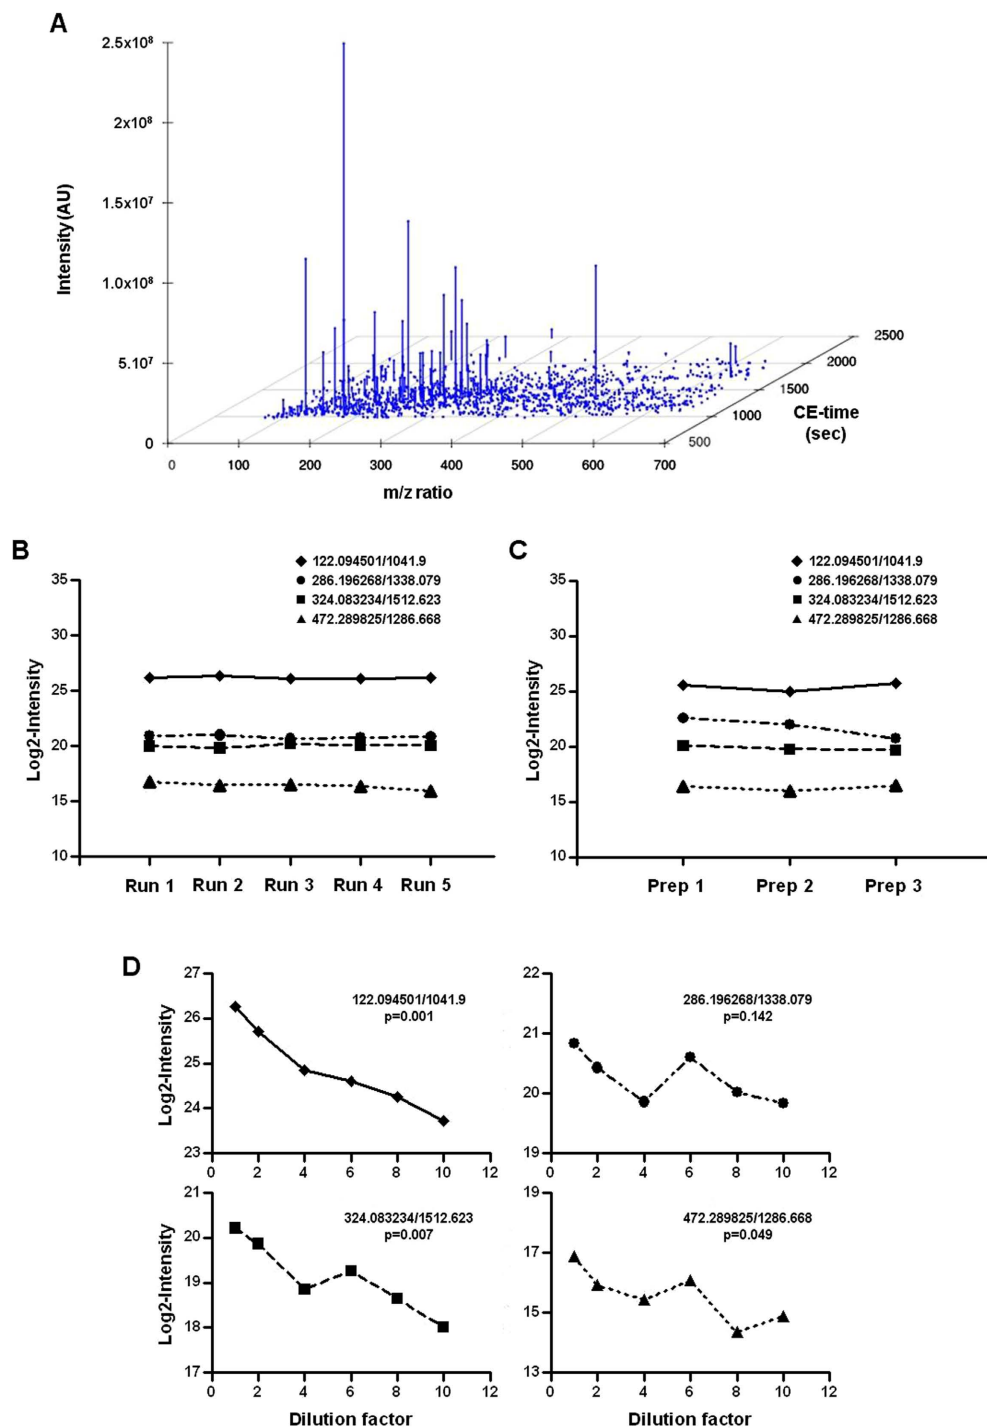 A
2.5x10⁸
2x10⁸
1.5x10⁷
1.0x10⁸
5.10⁷
0
Intensity (AU)
0 100 200 300 400 500 600 700
m/z ratio
500
1000
1500
2000
2500
CE-time
(sec)
B
122.094501/1041.9
286.196268/1338.079
324.083234/1512.623
472.289825/1286.668
35
30
25
20
15
10
Log2-Intensity
Run 1 Run 2 Run 3 Run 4 Run 5
C
122.094501/1041.9
286.196268/1338.079
324.083234/1512.623
472.289825/1286.668
35
30
25
20
15
10
Log2-Intensity
Prep 1 Prep 2 Prep 3
D
27
26
25
24
23
Log2-Intensity
122.094501/1041.9
p=0.001
0 2 4 6 8 10 12
22
21
20
19
286.196268/1338.079
p=0.142
0 2 4 6 8 10 12
21
20
19
18
17
Log2-Intensity
324.083234/1512.623
p=0.007
0 2 4 6 8 10 12
Dilution factor
19
17
15
13
472.289825/1286.668
p=0.049
0 2 4 6 8 10 12
Dilution factor